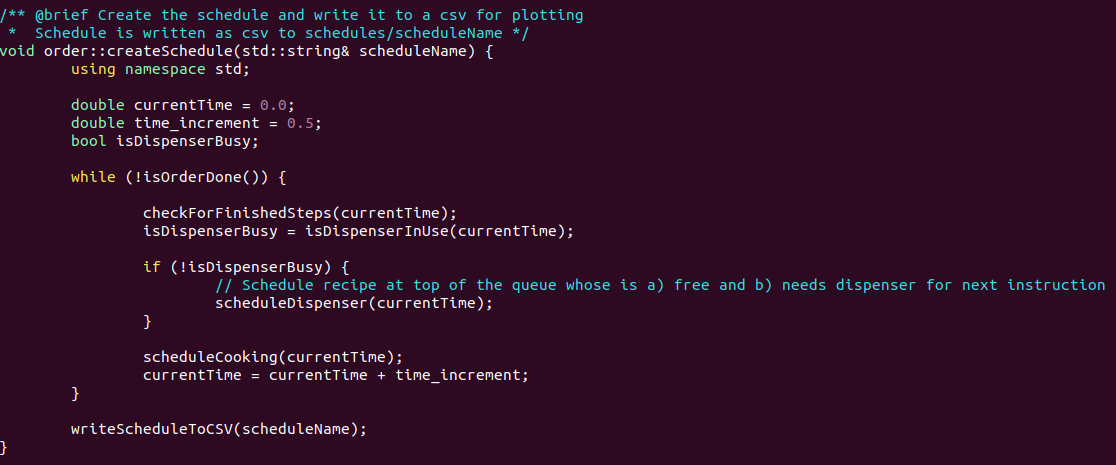 /** @brief Create the schedule and write it to a csv for plotting
 *  Schedule is written as csv to schedules/scheduleName */
void order::createSchedule(std::string& scheduleName) {
        using namespace std;

        double currentTime = 0.0;
        double time_increment = 0.5;
        bool isDispenserBusy;

        while (!isOrderDone()) {

                checkForFinishedSteps(currentTime);
                isDispenserBusy = isDispenserInUse(currentTime);

                if (!isDispenserBusy) {
                        // Schedule recipe at top of the queue whose is a) free and b) needs dispenser for next instruction
                        scheduleDispenser(currentTime);
                }

                scheduleCooking(currentTime);
                currentTime = currentTime + time_increment;
        }

        writeScheduleToCSV(scheduleName);
}